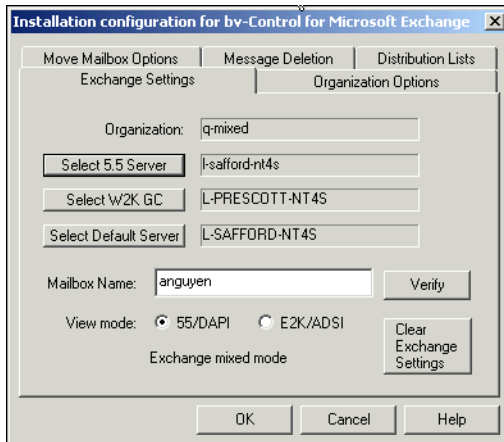 Installation configuration for bv-Control for Microsoft Exchange
Move Mailbox Options
Message Deletion
Distribution Lists
Exchange Settings
Organization Options
Organization:
q-mixed
Select 5.5 Server
l-safford-nt4s
Select W2K GC
L-PRESCOTT-NT4S
Select Default Server
L-SAFFORD-NT4S
Mailbox Name:
anguyen
Verify
View mode:
55/DAPI
E2K/ADSI
Clear
Exchange
Settings
Exchange mixed mode
OK
Cancel
Help